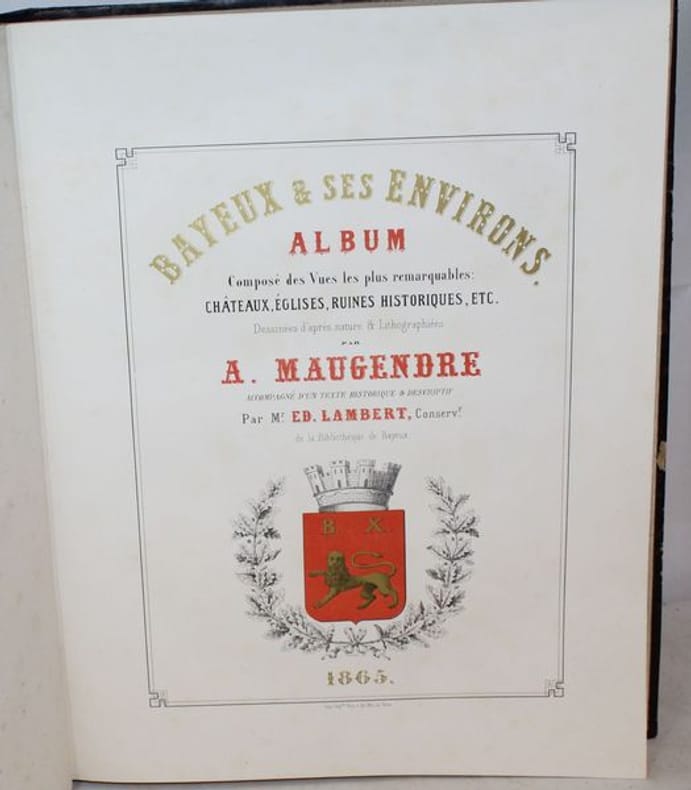 BAYEUX & SES ENVIRONS.
ALBUM
Composé des Vues les plus remarquables:
CHÂTEAUX, ÉGLISES, RUINES HISTORIQUES, ETC.
Dessinées d'après nature & Lithographiées
PAR
A. MAUGENDRE
ACCOMPAGNÉ D'UN TEXTE HISTORIQUE & DESCRIPTIF
Par Mr ED. LAMBERT, Conservr
de la Bibliothèque de Bayeux
B. X.
1865.